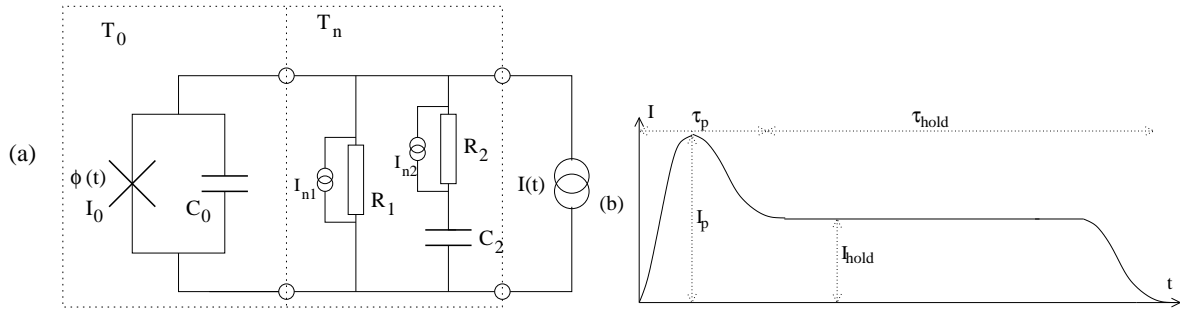 (a)
T0
Tn
ϕ(t)
I0
C0
In1
R1
In2
R2
C2
I(t)
(b)
I
τp
τhold
Ip
Ihold
t